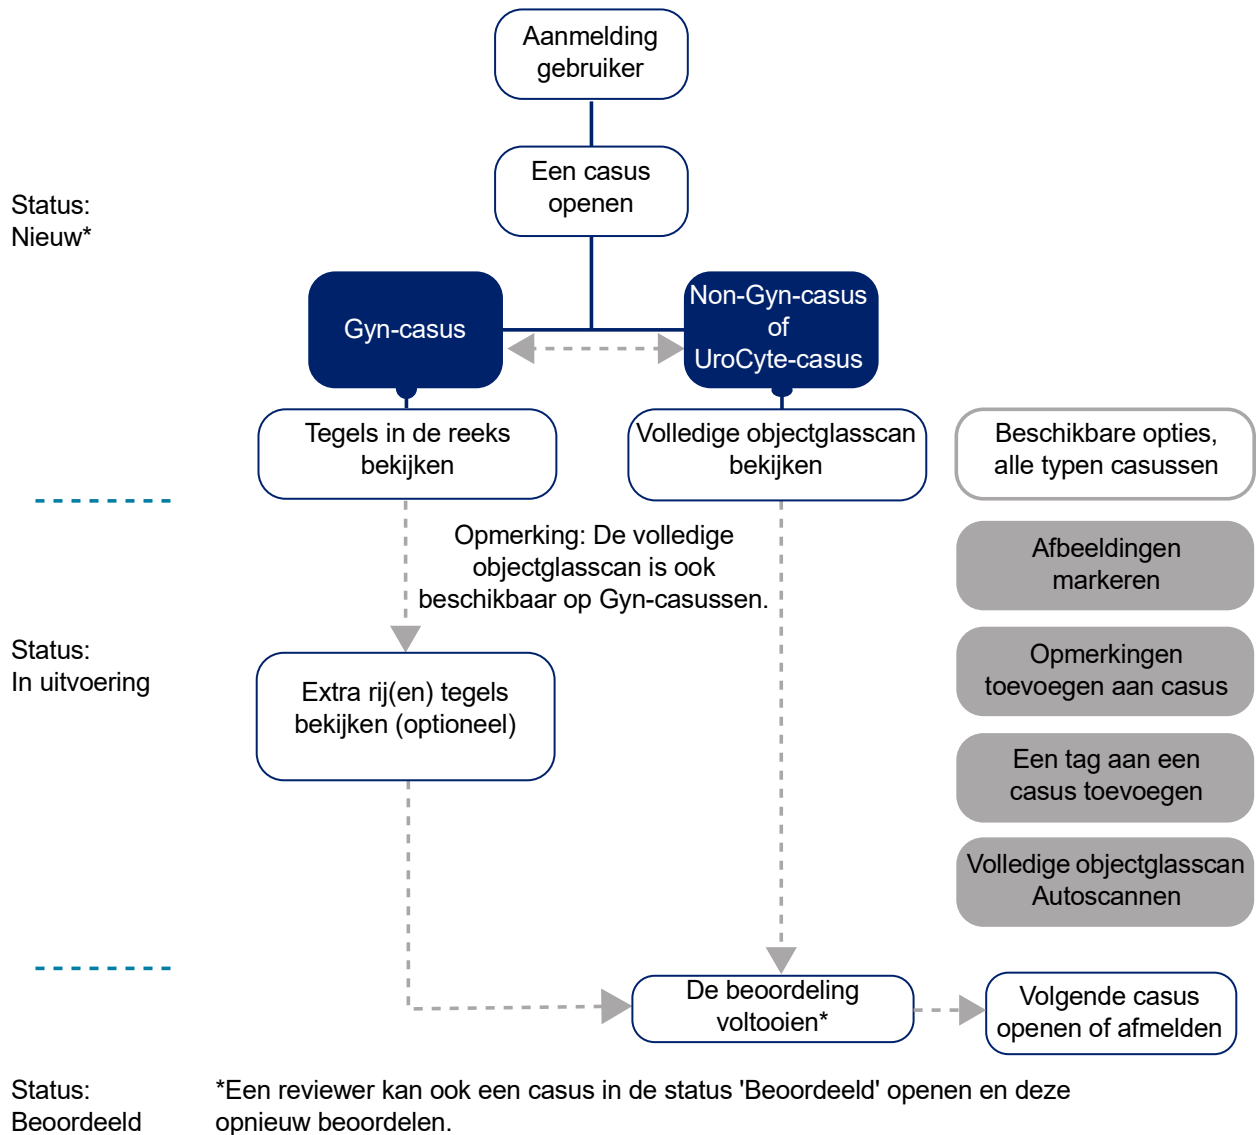 Aanmelding
gebruiker
Een casus
openen
Status:
Nieuw*
Gyn-casus
Non-Gyn-casus
of
UroCyte-casus
Tegels in de reeks
bekijken
Volledige objectglasscan
bekijken
Beschikbare opties,
alle typen casussen
Opmerking: De volledige
objectglasscan is ook
beschikbaar op Gyn-casussen.
Afbeeldingen
markeren
Status:
In uitvoering
Extra rij(en) tegels
bekijken (optioneel)
Opmerkingen
toevoegen aan casus
Een tag aan een
casus toevoegen
Volledige objectglasscan
Autoscannen
De beoordeling
voltooien*
Volgende casus
openen of afmelden
Status:
Beoordeeld
*Een reviewer kan ook een casus in de status 'Beoordeeld' openen en deze
opnieuw beoordelen.